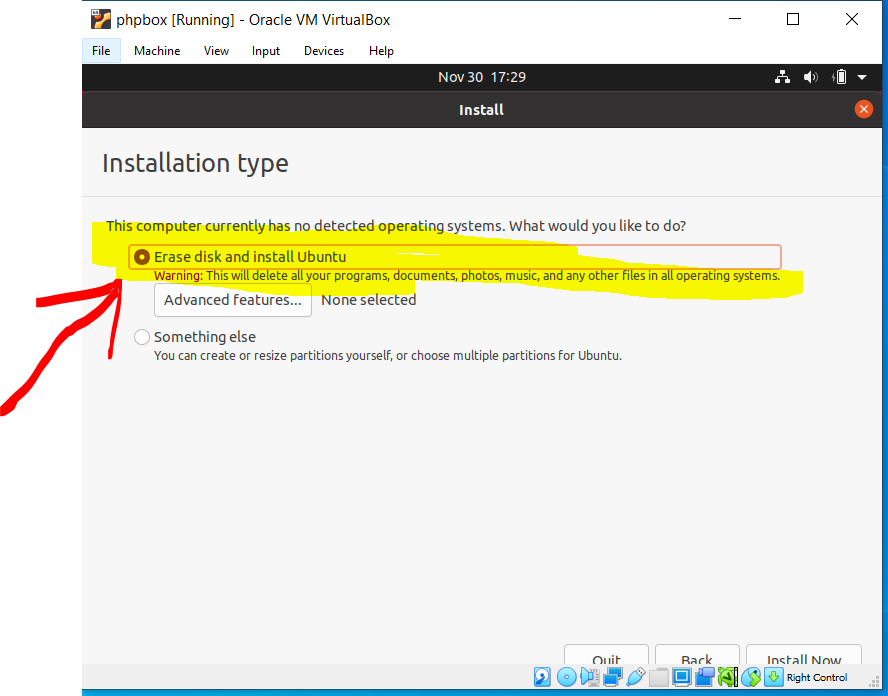 phpbox [Running] - Oracle VM VirtualBox
File Machine View Input Devices Help
Nov 30 17:29
Install
Installation type
This computer currently has no detected operating systems. What would you like to do?
Erase disk and install Ubuntu
Warning: This will delete all your programs, documents, photos, music, and any other files in all operating systems.
Advanced features... None selected
Something else
You can create or resize partitions yourself, or choose multiple partitions for Ubuntu.
Quit Back Install Now
Right Control